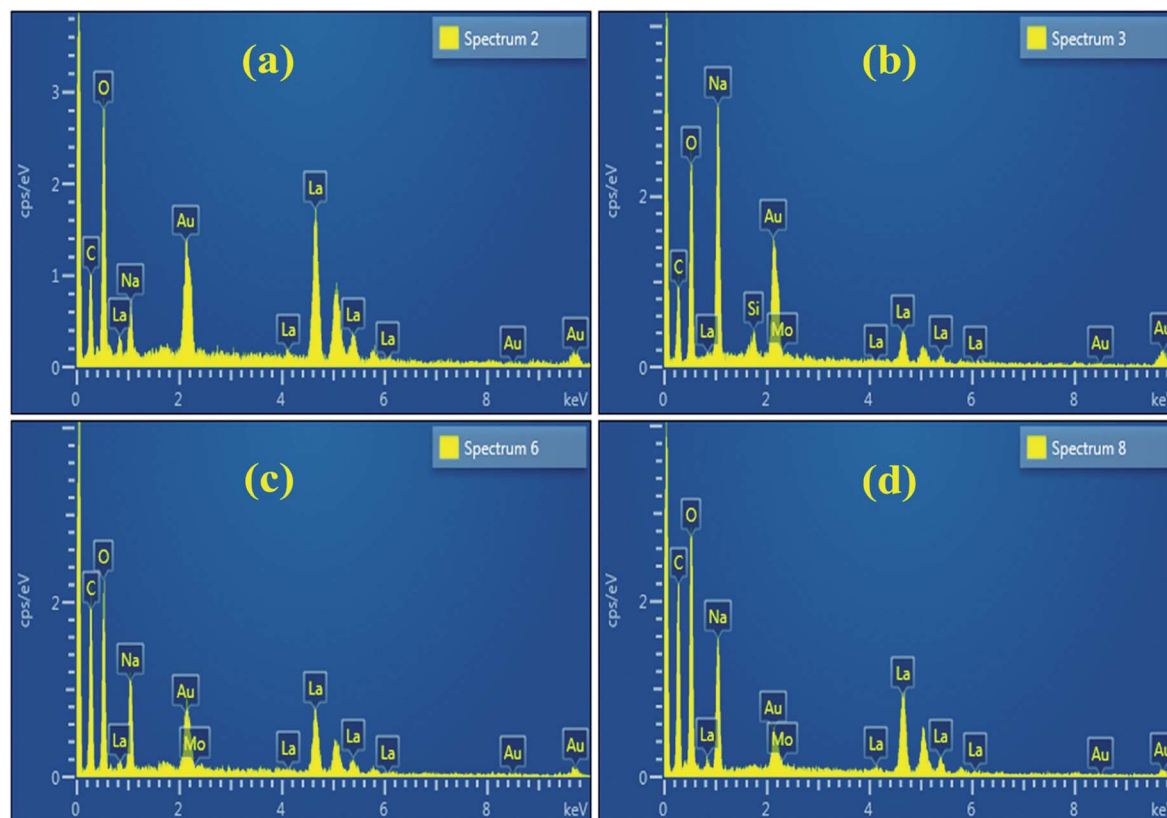 (a)
Spectrum 2
cps/eV
3
2
1
0
C
O
La
Na
Au
La
La
La
La
Au
Au
0 2 4 6 8 keV
(b)
Spectrum 3
cps/eV
2
0
C
O
La
Na
Si
Au
Mo
La
La
La
La
Au
Au
0 2 4 6 8 keV
(c)
Spectrum 6
cps/eV
2
0
C
O
La
Na
Au
Mo
La
La
La
La
Au
Au
0 2 4 6 8 keV
(d)
Spectrum 8
cps/eV
2
0
C
O
La
Na
Au
Mo
La
La
La
La
Au
Au
0 2 4 6 8 keV